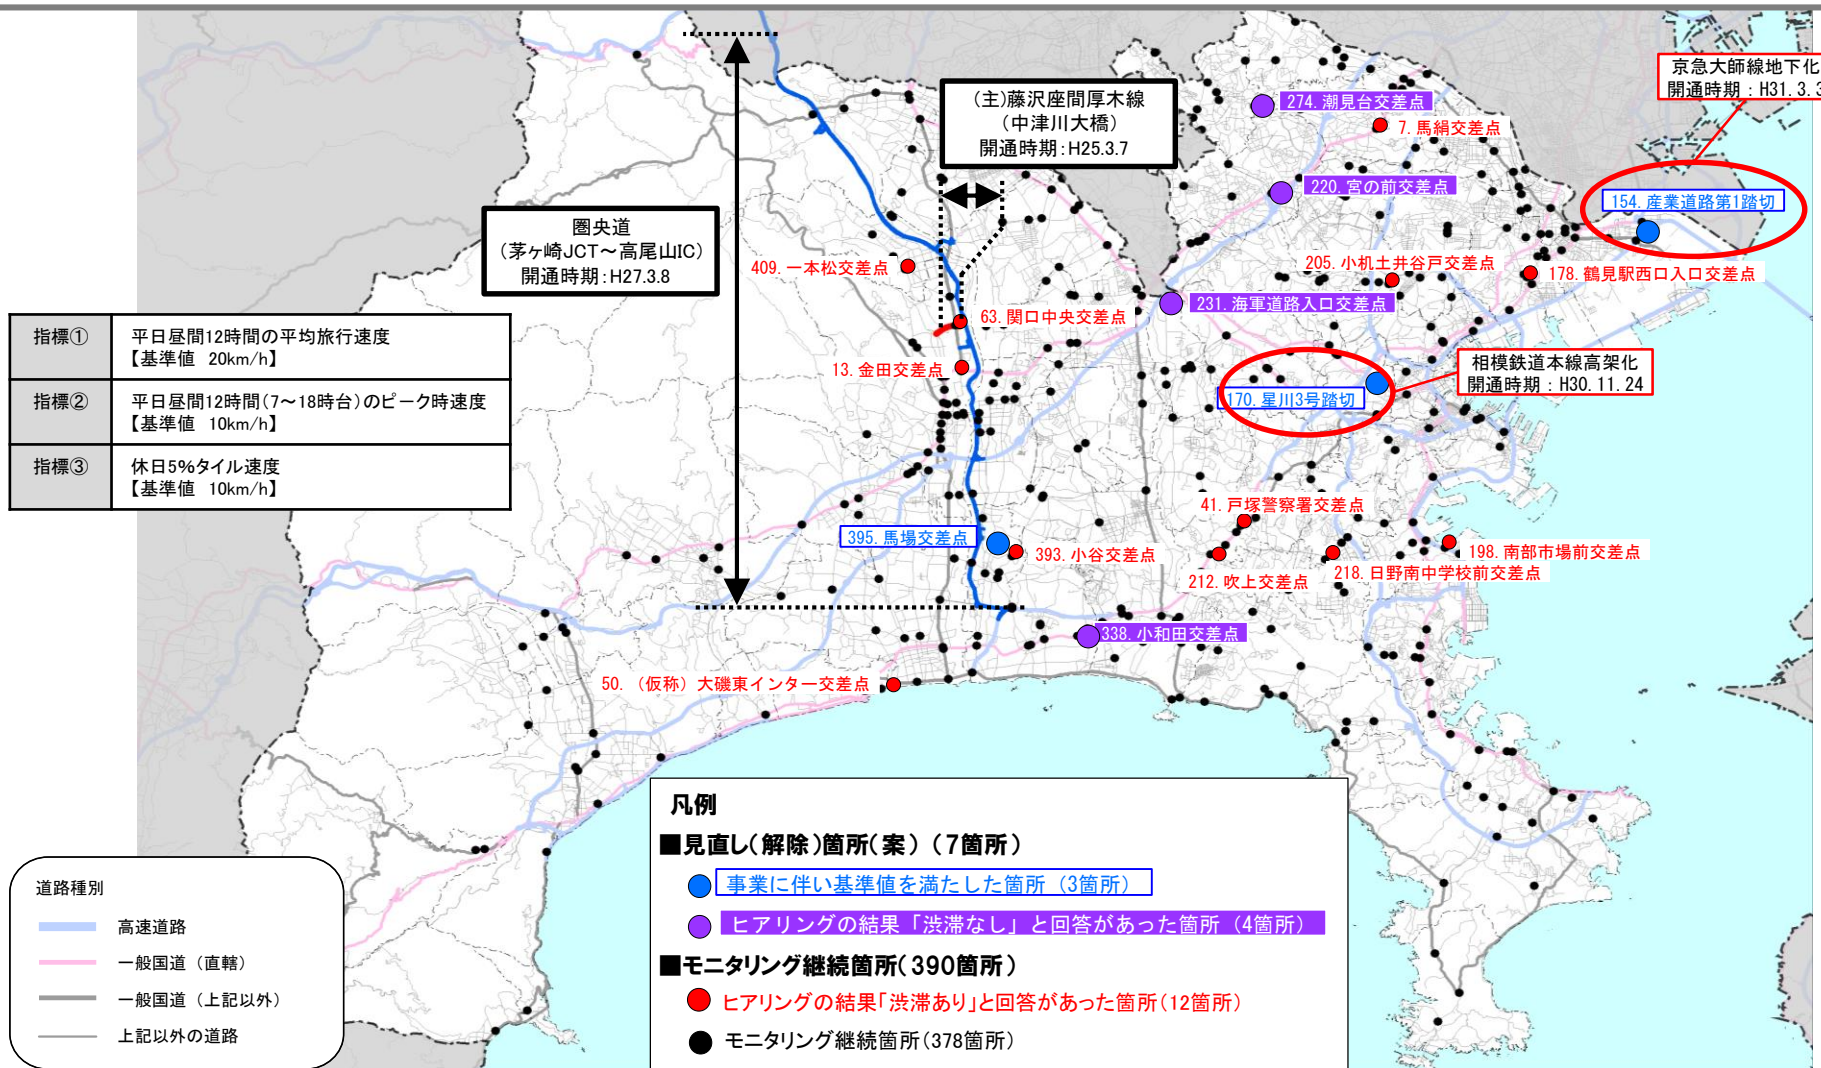 京急大師線地下化
開通時期：H31.3.3
(主)藤沢座間厚木線
(中津川大橋)
開通時期：H25.3.7
274. 潮見台交差点
7. 馬絹交差点
220. 宮の前交差点
154. 産業道路第1踏切
圏央道
(茅ヶ崎JCT～高尾山IC)
開通時期：H27.3.8
409. 一本松交差点
205. 小机土井谷戸交差点
178. 鶴見駅西口入口交差点
231. 海軍道路入口交差点
63. 関口中央交差点
13. 金田交差点
相模鉄道本線高架化
開通時期：H30.11.24
170. 星川3号踏切
指標① 平日昼間12時間の平均旅行速度
【基準値 20km/h】
指標② 平日昼間12時間(7～18時台)のピーク時速度
【基準値 10km/h】
指標③ 休日5%タイル速度
【基準値 10km/h】
41. 戸塚警察署交差点
395. 馬場交差点
393. 小谷交差点
198. 南部市場前交差点
212. 吹上交差点
218. 日野南中学校前交差点
338. 小和田交差点
50. （仮称）大磯東インター交差点
凡例
■見直し(解除)箇所(案)（7箇所）
事業に伴い基準値を満たした箇所（3箇所）
ヒアリングの結果「渋滞なし」と回答があった箇所（4箇所）
■モニタリング継続箇所(390箇所)
ヒアリングの結果「渋滞あり」と回答があった箇所(12箇所)
モニタリング継続箇所(378箇所)
道路種別
高速道路
一般国道（直轄）
一般国道（上記以外）
上記以外の道路